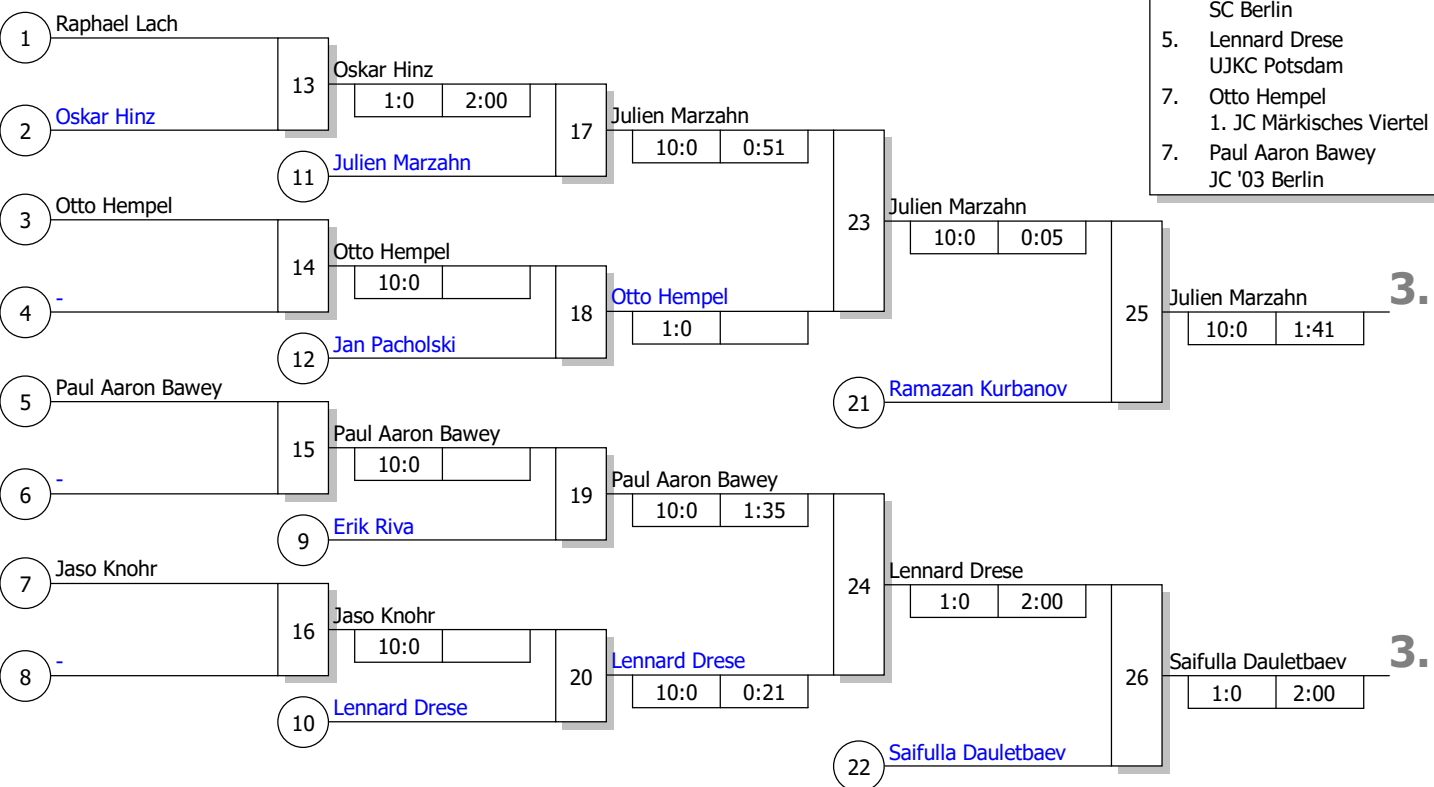 SC Berlin
5. Lennard Drese
UJKC Potsdam
7. Otto Hempel
1. JC Märkisches Viertel
7. Paul Aaron Bawey
JC '03 Berlin
1 Raphael Lach
13
Oskar Hinz
1:0 2:00
2 Oskar Hinz
17
Julien Marzahn
10:0 0:51
11 Julien Marzahn
3 Otto Hempel
14
Otto Hempel
10:0
4 -
18
Otto Hempel
1:0
12 Jan Pacholski
23
Julien Marzahn
10:0 0:05
25
Julien Marzahn 3.
10:0 1:41
21 Ramazan Kurbanov
5 Paul Aaron Bawey
15
Paul Aaron Bawey
10:0
6 -
19
Paul Aaron Bawey
10:0 1:35
9 Erik Riva
7 Jaso Knohr
16
Jaso Knohr
10:0
8 -
20
Lennard Drese
10:0 0:21
10 Lennard Drese
24
Lennard Drese
1:0 2:00
26
Saifulla Dauletbaev 3.
1:0 2:00
22 Saifulla Dauletbaev